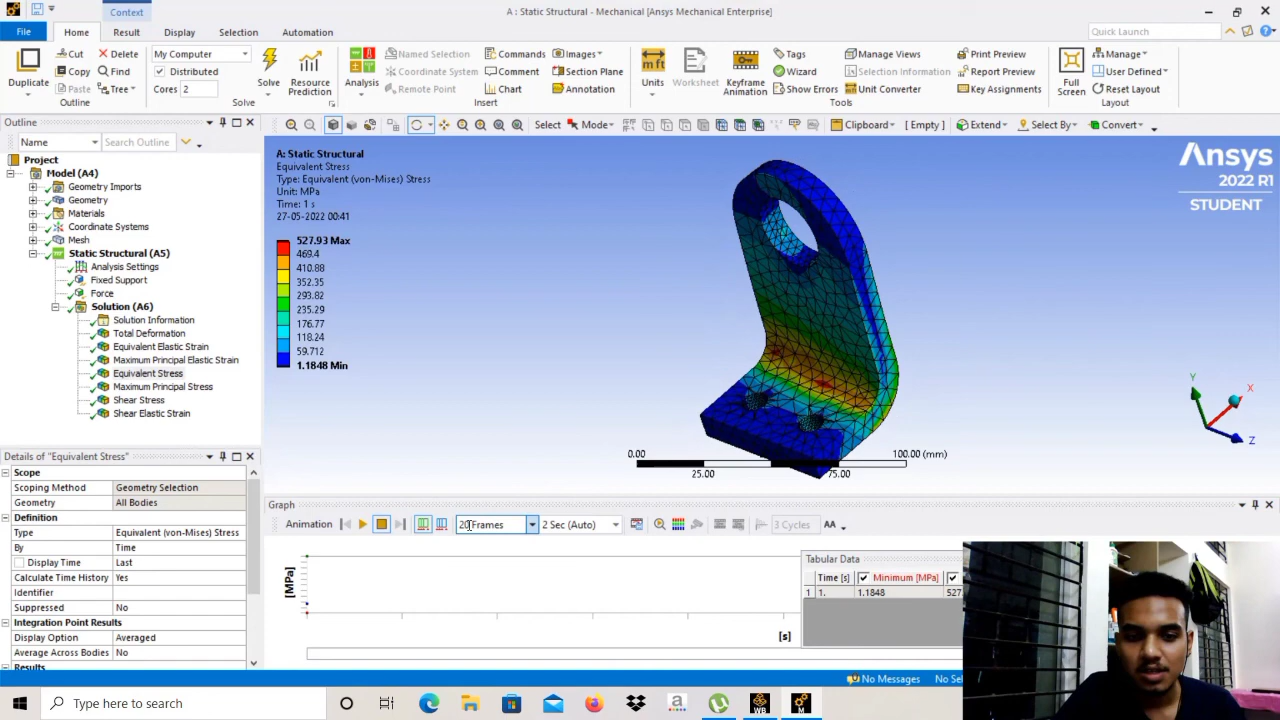 Context
A : Static Structural - Mechanical [Ansys Mechanical Enterprise]
File Home Result Display Selection Automation
Quick Launch
Duplicate
Cut
Copy
Paste
Delete
Find
Tree
Outline
My Computer
Distributed
Cores 2
Solve
Resource Prediction
Solve
Analysis
Named Selection
Coordinate System
Remote Point
Commands
Comment
Chart
Images
Section Plane
Annotation
Insert
Units
Worksheet
Keyframe Animation
Tags
Wizard
Show Errors
Manage Views
Selection Information
Unit Converter
Print Preview
Report Preview
Key Assignments
Tools
Full Screen
Manage
User Defined
Reset Layout
Layout
Select Mode Clipboard [ Empty ] Extend Select By Convert
Outline
Name Search Outline
Project
Model (A4)
Geometry Imports
Geometry
Materials
Coordinate Systems
Mesh
Static Structural (A5)
Analysis Settings
Fixed Support
Force
Solution (A6)
Solution Information
Total Deformation
Equivalent Elastic Strain
Maximum Principal Elastic Strain
Equivalent Stress
Maximum Principal Stress
Shear Stress
Shear Elastic Strain
A: Static Structural
Equivalent Stress
Type: Equivalent (von-Mises) Stress
Unit: MPa
Time: 1 s
27-05-2022 00:41
527.93 Max
469.4
410.88
352.35
293.82
235.29
176.77
118.24
59.712
1.1848 Min
Ansys
2022 R1
STUDENT
Y
X
Z
0.00 100.00 (mm)
25.00 75.00
Details of "Equivalent Stress"
Scope
Scoping Method Geometry Selection
Geometry All Bodies
Definition
Type Equivalent (von-Mises) Stress
By Time
Display Time Last
Calculate Time History Yes
Identifier
Suppressed No
Integration Point Results
Display Option Averaged
Average Across Bodies No
Results
Graph
Animation 20 Frames 2 Sec (Auto) 3 Cycles AA
[MPa]
[s]
Tabular Data
Time [s] Minimum [MPa]
1 1. 1.1848 527
No Messages No Sel
Type here to search
WB
M